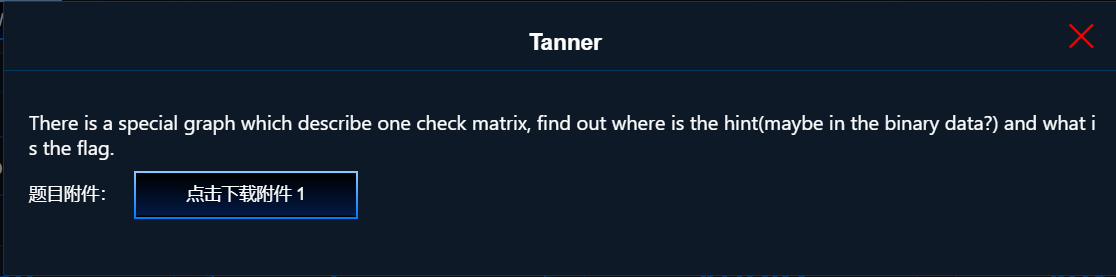 Tanner
There is a special graph which describe one check matrix, find out where is the hint(maybe in the binary data?) and what i
s the flag.
题目附件：
点击下载附件 1